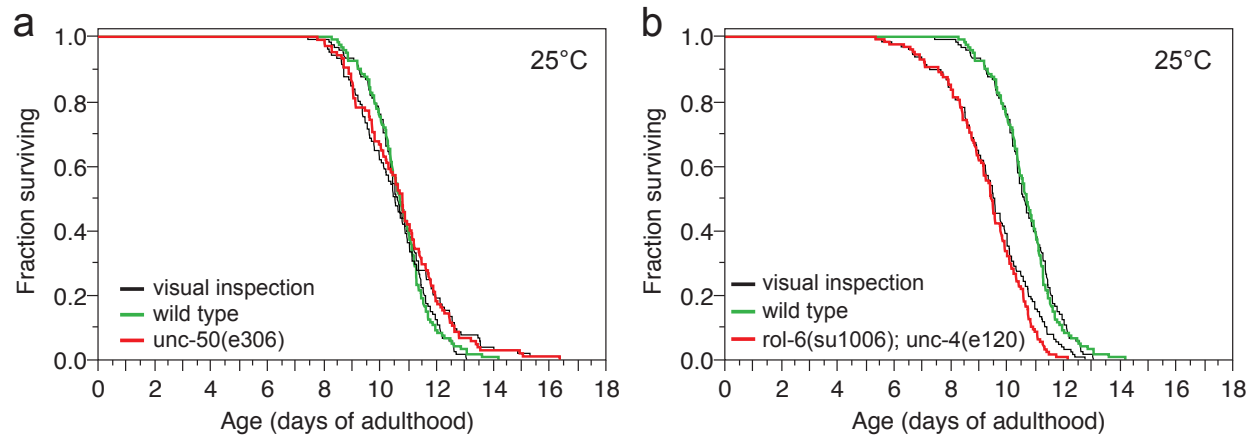 a
1.0
0.8
0.6
0.4
0.2
0.0
Fraction surviving
25°C
visual inspection
wild type
unc-50(e306)
0 2 4 6 8 10 12 14 16 18
Age (days of adulthood)
b
1.0
0.8
0.6
0.4
0.2
0.0
Fraction surviving
25°C
visual inspection
wild type
rol-6(su1006); unc-4(e120)
0 2 4 6 8 10 12 14 16 18
Age (days of adulthood)